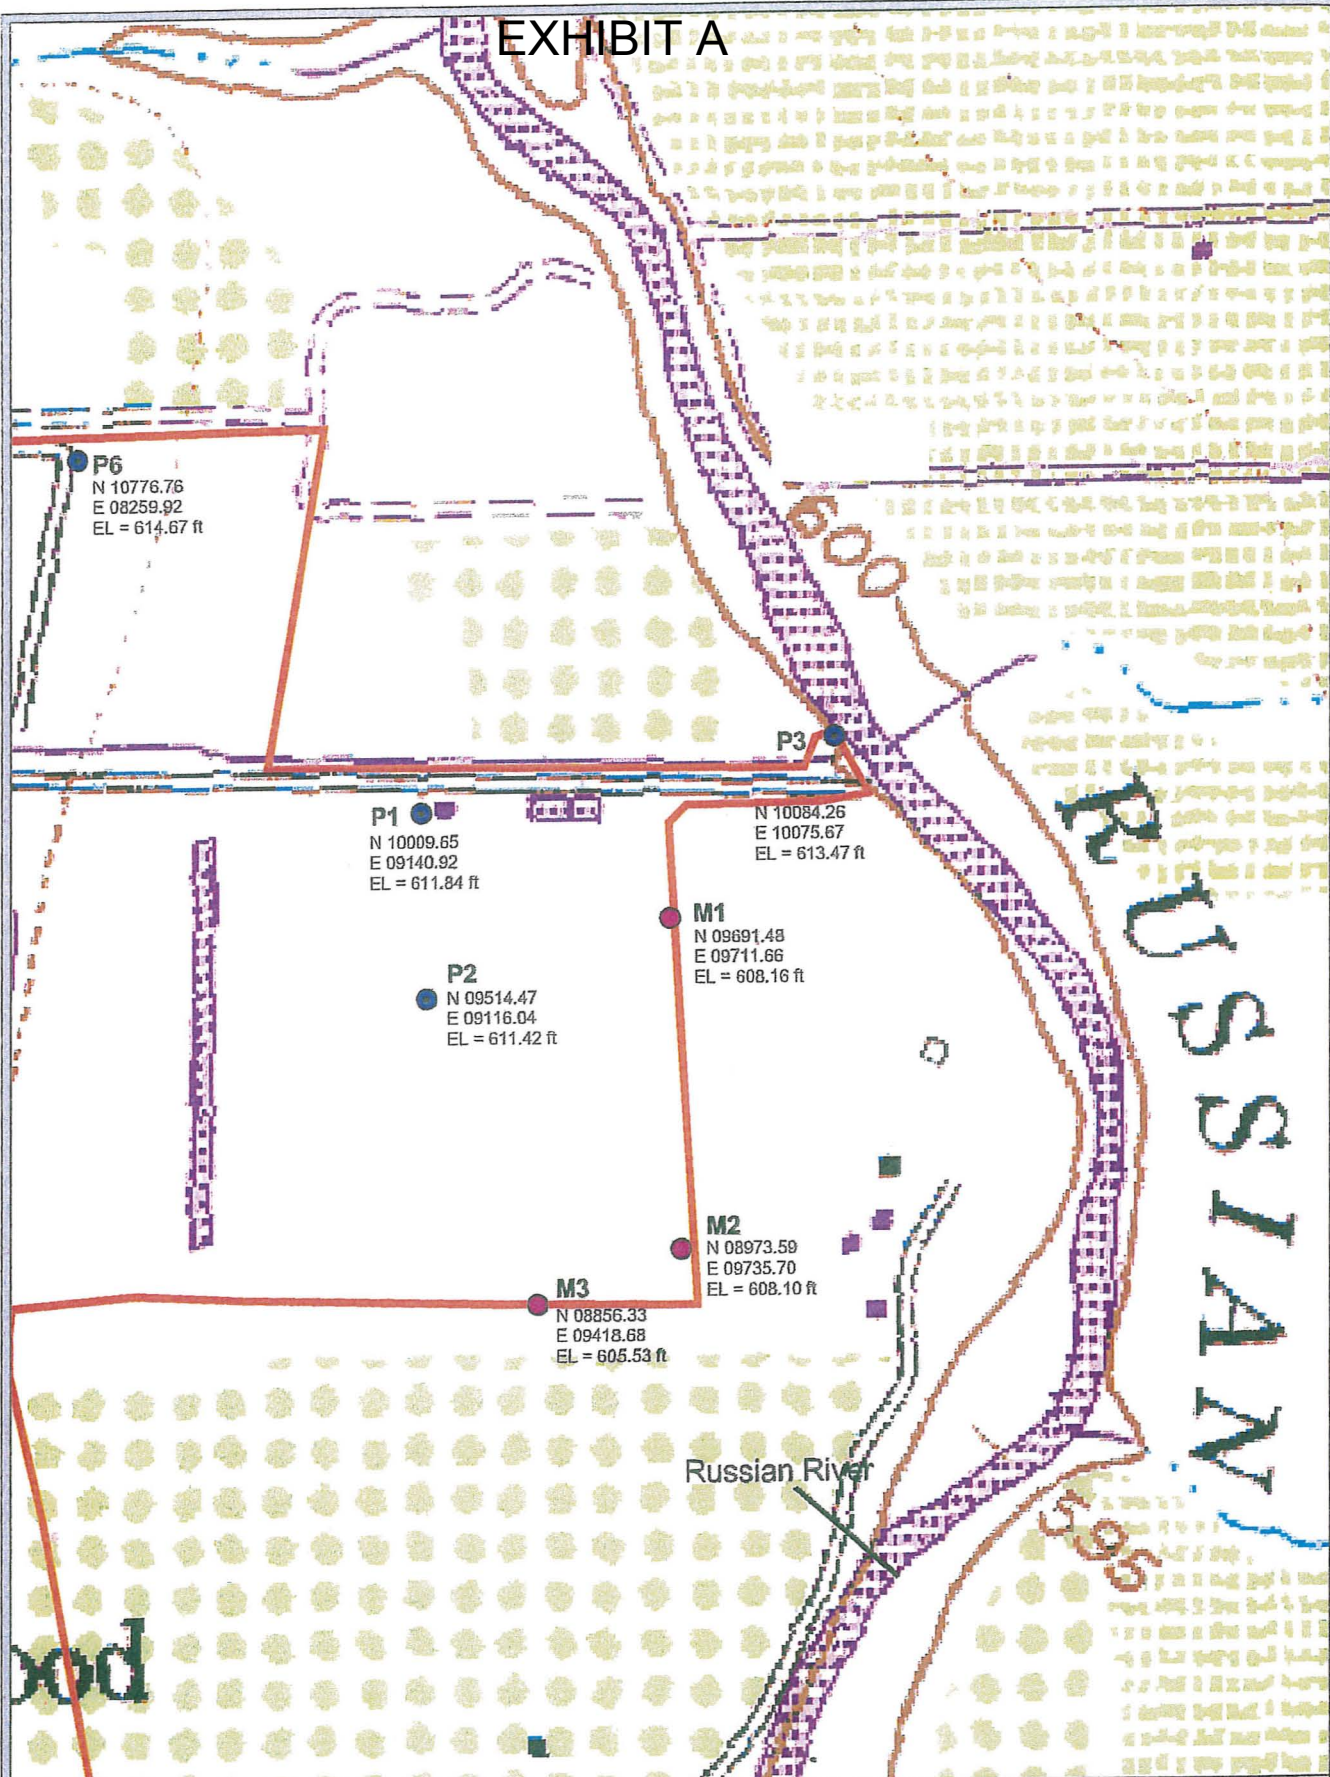 EXHIBIT A
P6
N 10776.76
E 08259.92
EL = 614.67 ft
600
P3
N 10084.26
E 10075.67
EL = 613.47 ft
P1
N 10009.65
E 09140.92
EL = 611.84 ft
RUSSIAN
M1
N 09691.48
E 09711.66
EL = 608.16 ft
P2
N 09514.47
E 09116.04
EL = 611.42 ft
M2
N 08973.59
E 09735.70
EL = 608.10 ft
M3
N 08856.33
E 09418.68
EL = 605.53 ft
Russian River
595
ood